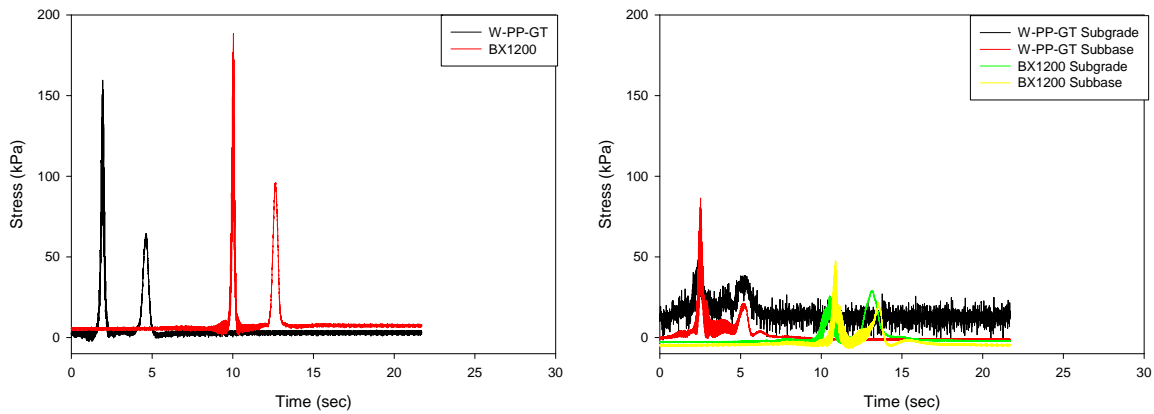 W-PP-GT
BX1200
200
150
100
50
0
Stress (kPa)
0 5 10 15 20 25 30
Time (sec)
W-PP-GT Subgrade
W-PP-GT Subbase
BX1200 Subgrade
BX1200 Subbase
200
150
100
50
0
Stress (kPa)
0 5 10 15 20 25 30
Time (sec)